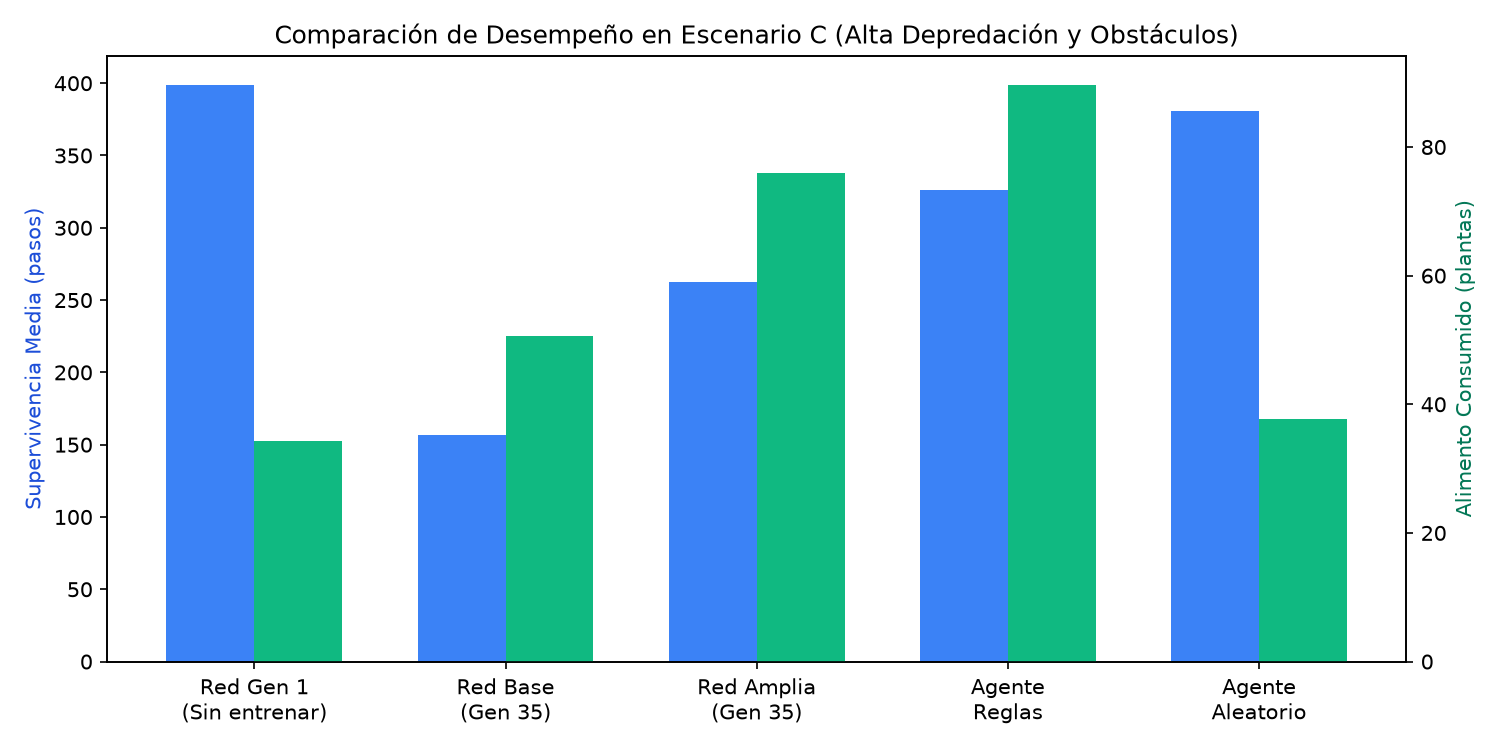 Comparación de Desempeño en Escenario C (Alta Depredación y Obstáculos)
Supervivencia Media (pasos)
400
350
300
250
200
150
100
50
0
80
60
40
20
0
Alimento Consumido (plantas)
Red Gen 1
(Sin entrenar)
Red Base
(Gen 35)
Red Amplia
(Gen 35)
Agente
Reglas
Agente
Aleatorio